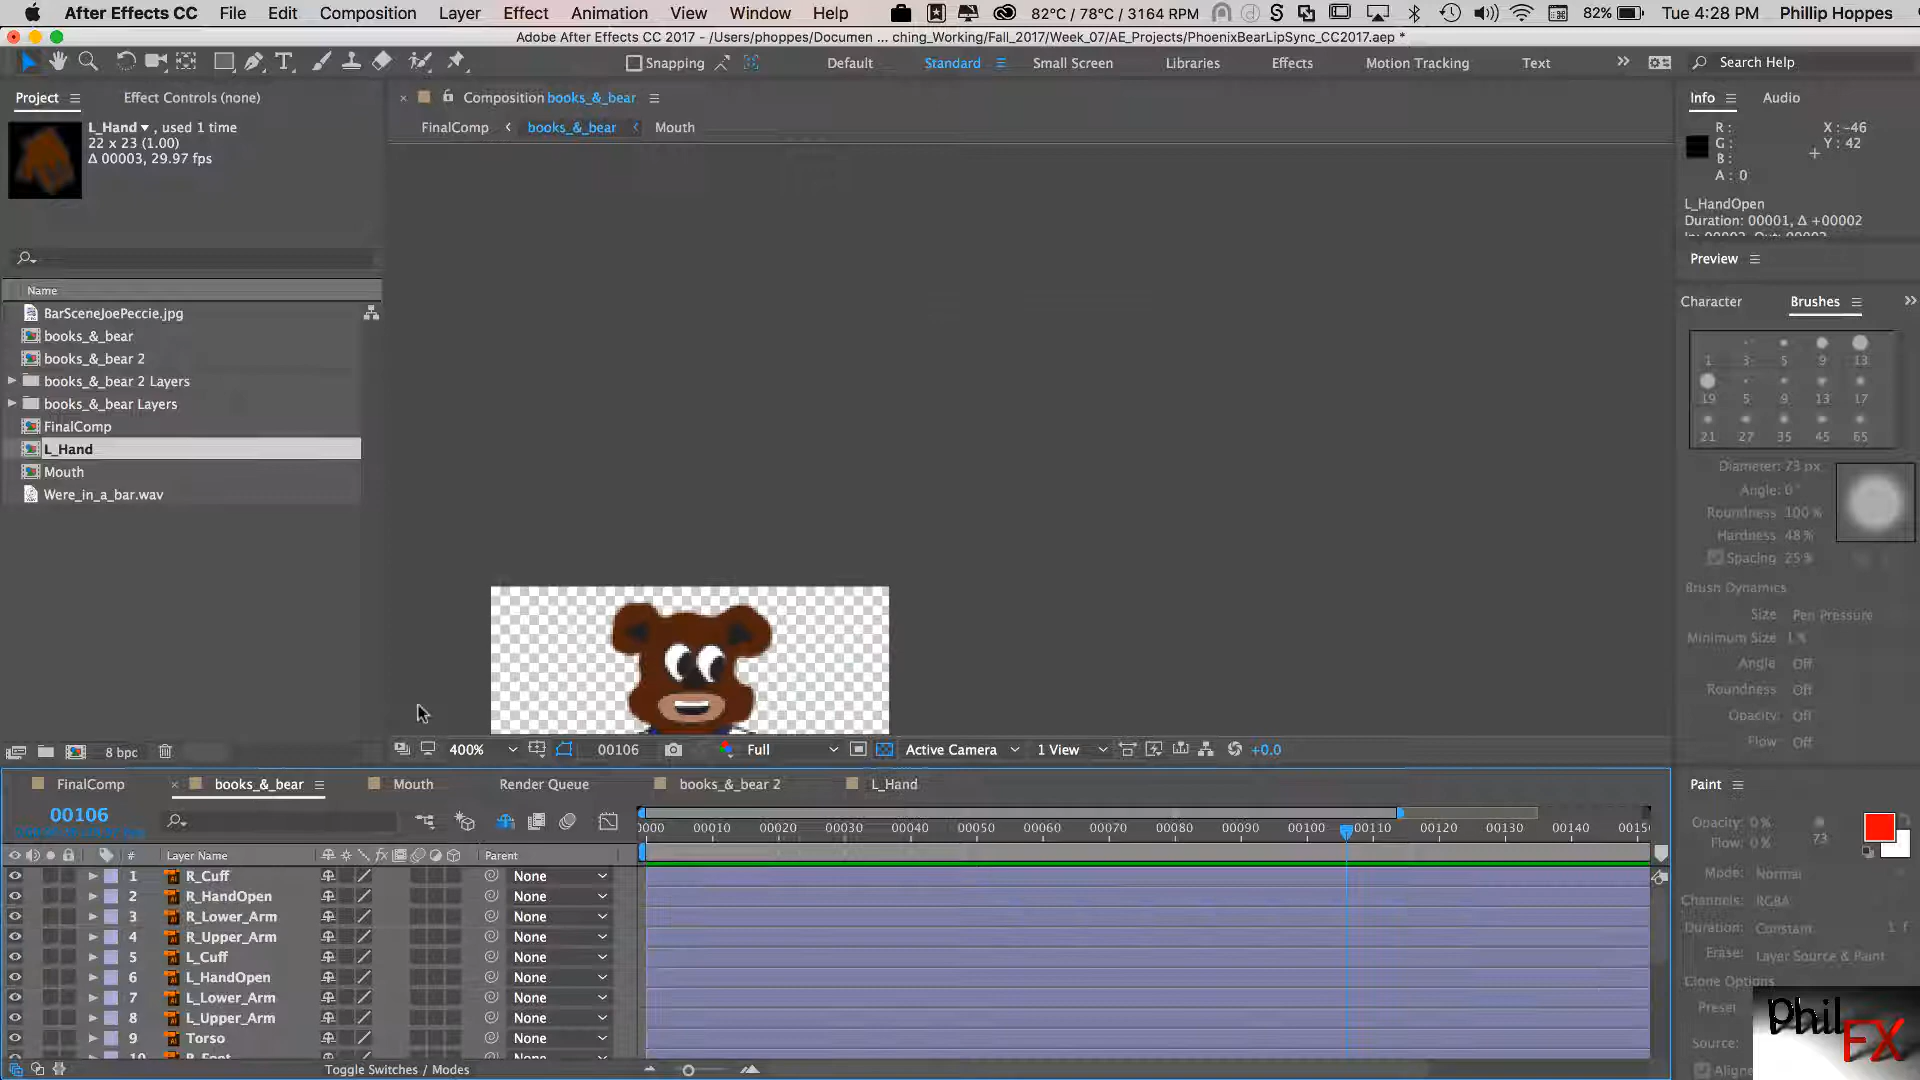 After Effects CC File Edit Composition Layer Effect Animation View Window Help 82°C / 78°C / 3164 RPM 82% Tue 4:28 PM Phillip Hoppes
Adobe After Effects CC 2017 - /Users/phoppes/Documen ... ching_Working/Fall_2017/Week_07/AE_Projects/PhoenixBearLipSync_CC2017.aep *
Snapping Default Standard Small Screen Libraries Effects Motion Tracking Text Search Help
Project Effect Controls (none)
L_Hand , used 1 time
22 x 23 (1.00)
Δ 00003, 29.97 fps
Name
BarSceneJoePeccie.jpg
books_&_bear
books_&_bear 2
books_&_bear 2 Layers
books_&_bear Layers
FinalComp
L_Hand
Mouth
Were_in_a_bar.wav
8 bpc
Composition books_&_bear
FinalComp books_&_bear Mouth
400% 00106 Full Active Camera 1 View +0.0
Info Audio
R :
G :
B :
A : 0
X : -46
Y : 42
L_HandOpen
Duration: 00001, Δ +00002
Preview
Character Brushes
1 3 5 9 13
19 5 9 13 17
21 27 35 45 65
Diameter: 73 px
Angle: 0°
Roundness: 100 %
Hardness: 48 %
Spacing: 25 %
Brush Dynamics
Size Pen Pressure
Minimum Size 1 %
Angle Off
Roundness Off
Opacity: Off
Flow Off
FinalComp books_&_bear Mouth Render Queue books_&_bear 2 L_Hand
00106
0000 00010 00020 00030 00040 00050 00060 00070 00080 00090 00100 00110 00120 00130 00140
# Layer Name fx Parent
1 R_Cuff None
2 R_HandOpen None
3 R_Lower_Arm None
4 R_Upper_Arm None
5 L_Cuff None
6 L_HandOpen None
7 L_Lower_Arm None
8 L_Upper_Arm None
9 Torso None
Toggle Switches / Modes
Paint
Opacity: 0 %
Flow: 0 % 73
Mode: Normal
Channels: RGBA
Duration: Constant 1 f
Erase: Layer Source & Paint
Clone Options
Preset
Source:
Aligne
Phil
FX